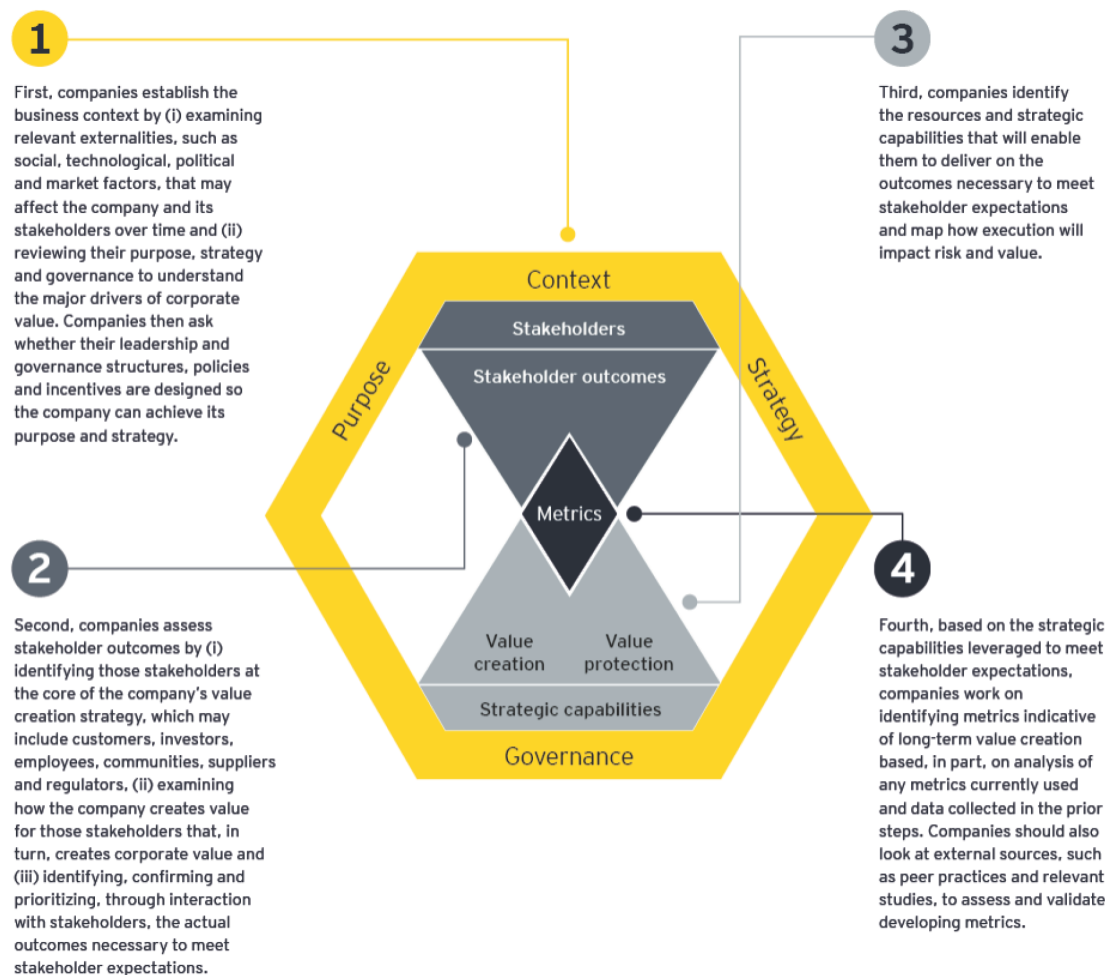 1
First, companies establish the
business context by (i) examining
relevant externalities, such as
social, technological, political
and market factors, that may
affect the company and its
stakeholders over time and (ii)
reviewing their purpose, strategy
and governance to understand
the major drivers of corporate
value. Companies then ask
whether their leadership and
governance structures, policies
and incentives are designed so
the company can achieve its
purpose and strategy.
2
Second, companies assess
stakeholder outcomes by (i)
identifying those stakeholders at
the core of the company's value
creation strategy, which may
include customers, investors,
employees, communities, suppliers
and regulators, (ii) examining
how the company creates value
for those stakeholders that, in
turn, creates corporate value and
(iii) identifying, confirming and
prioritizing, through interaction
with stakeholders, the actual
outcomes necessary to meet
stakeholder expectations.
Context
Stakeholders
Stakeholder outcomes
Purpose
Strategy
Metrics
Value
creation
Value
protection
Strategic capabilities
Governance
3
Third, companies identify
the resources and strategic
capabilities that will enable
them to deliver on the
outcomes necessary to meet
stakeholder expectations
and map how execution will
impact risk and value.
4
Fourth, based on the strategic
capabilities leveraged to meet
stakeholder expectations,
companies work on
identifying metrics indicative
of long-term value creation
based, in part, on analysis of
any metrics currently used
and data collected in the prior
steps. Companies should also
look at external sources, such
as peer practices and relevant
studies, to assess and validate
developing metrics.